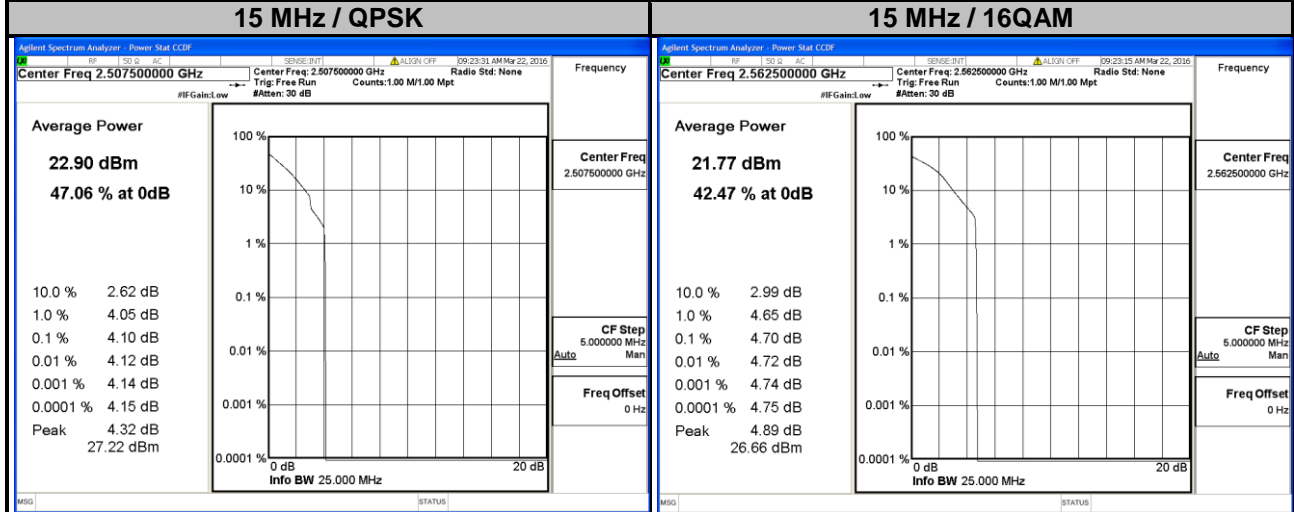 15 MHz / QPSK
15 MHz / 16QAM
Agilent Spectrum Analyzer - Power Stat CCDF
RF 50 Ω AC SENSE:INT ALIGN OFF 09:23:31 AM Mar 22, 2016
Center Freq 2.507500000 GHz
Center Freq: 2.507500000 GHz Radio Std: None
Trig: Free Run Counts:1.00 M/1.00 Mpt
#IFGain:Low #Atten: 30 dB
Frequency
Average Power
22.90 dBm
47.06 % at 0dB
10.0 % 2.62 dB
1.0 % 4.05 dB
0.1 % 4.10 dB
0.01 % 4.12 dB
0.001 % 4.14 dB
0.0001 % 4.15 dB
Peak 4.32 dB
27.22 dBm
100 %
10 %
1 %
0.1 %
0.01 %
0.001 %
0.0001 %
0 dB 20 dB
Info BW 25.000 MHz
Center Freq
2.507500000 GHz
CF Step
5.000000 MHz
Auto Man
Freq Offset
0 Hz
MSG STATUS
Agilent Spectrum Analyzer - Power Stat CCDF
RF 50 Ω AC SENSE:INT ALIGN OFF 09:23:15 AM Mar 22, 2016
Center Freq 2.562500000 GHz
Center Freq: 2.562500000 GHz Radio Std: None
Trig: Free Run Counts:1.00 M/1.00 Mpt
#IFGain:Low #Atten: 30 dB
Frequency
Average Power
21.77 dBm
42.47 % at 0dB
10.0 % 2.99 dB
1.0 % 4.65 dB
0.1 % 4.70 dB
0.01 % 4.72 dB
0.001 % 4.74 dB
0.0001 % 4.75 dB
Peak 4.89 dB
26.66 dBm
100 %
10 %
1 %
0.1 %
0.01 %
0.001 %
0.0001 %
0 dB 20 dB
Info BW 25.000 MHz
Center Freq
2.562500000 GHz
CF Step
5.000000 MHz
Auto Man
Freq Offset
0 Hz
MSG STATUS